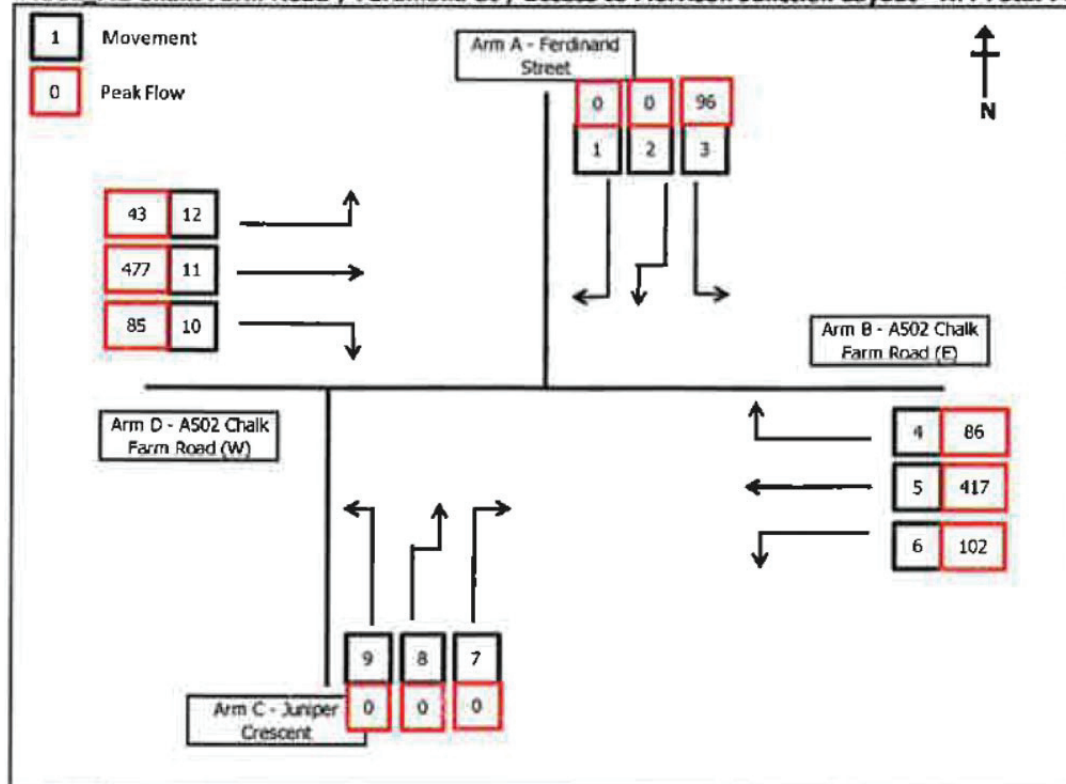 1 Movement
0 Peak Flow
Arm A - Ferdinand
Street
N
0 0 96
1 2 3
43 12
477 11
85 10
Arm B - A502 Chalk
Farm Road (E)
Arm D - A502 Chalk
Farm Road (W)
4 86
5 417
6 102
9 8 7
0 0 0
Arm C - Juniper
Crescent